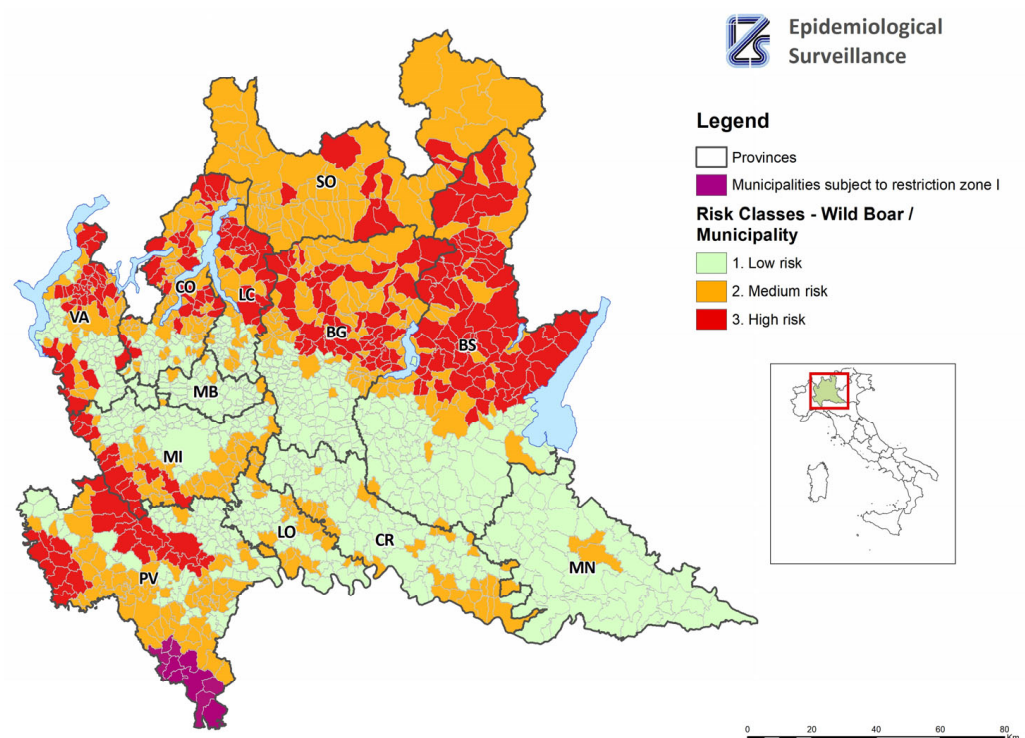 IZS
Epidemiological
Surveillance
Legend
Provinces
Municipalities subject to restriction zone I
Risk Classes - Wild Boar /
Municipality
1. Low risk
2. Medium risk
3. High risk
SO
CO
LC
VA
BG
BS
MB
MI
LO
CR
PV
MN
0 20 40 60 80
Km